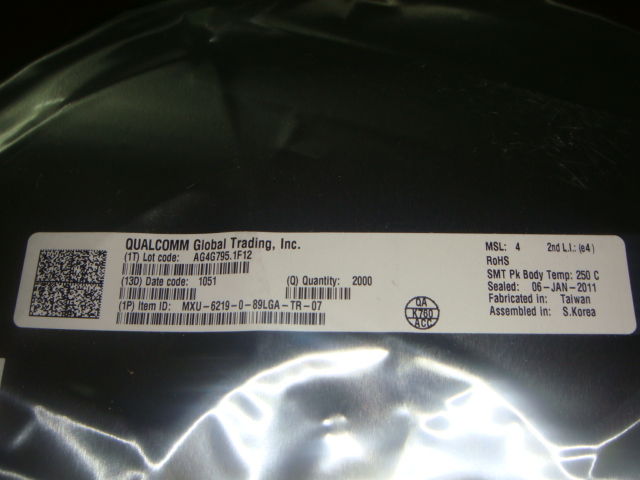 QUALCOMM Global Trading, Inc.
(1T) Lot code: AG4G795.1F12
(13D) Date code: 1051 (Q) Quantity: 2000
(1P) Item ID: MXU-6219-0-89LGA-TR-07
QA
K760
ACC
MSL: 4 2nd L.I.: (e4)
RoHS
SMT Pk Body Temp: 250 C
Sealed: 06-JAN-2011
Fabricated in: Taiwan
Assembled in: S.Korea